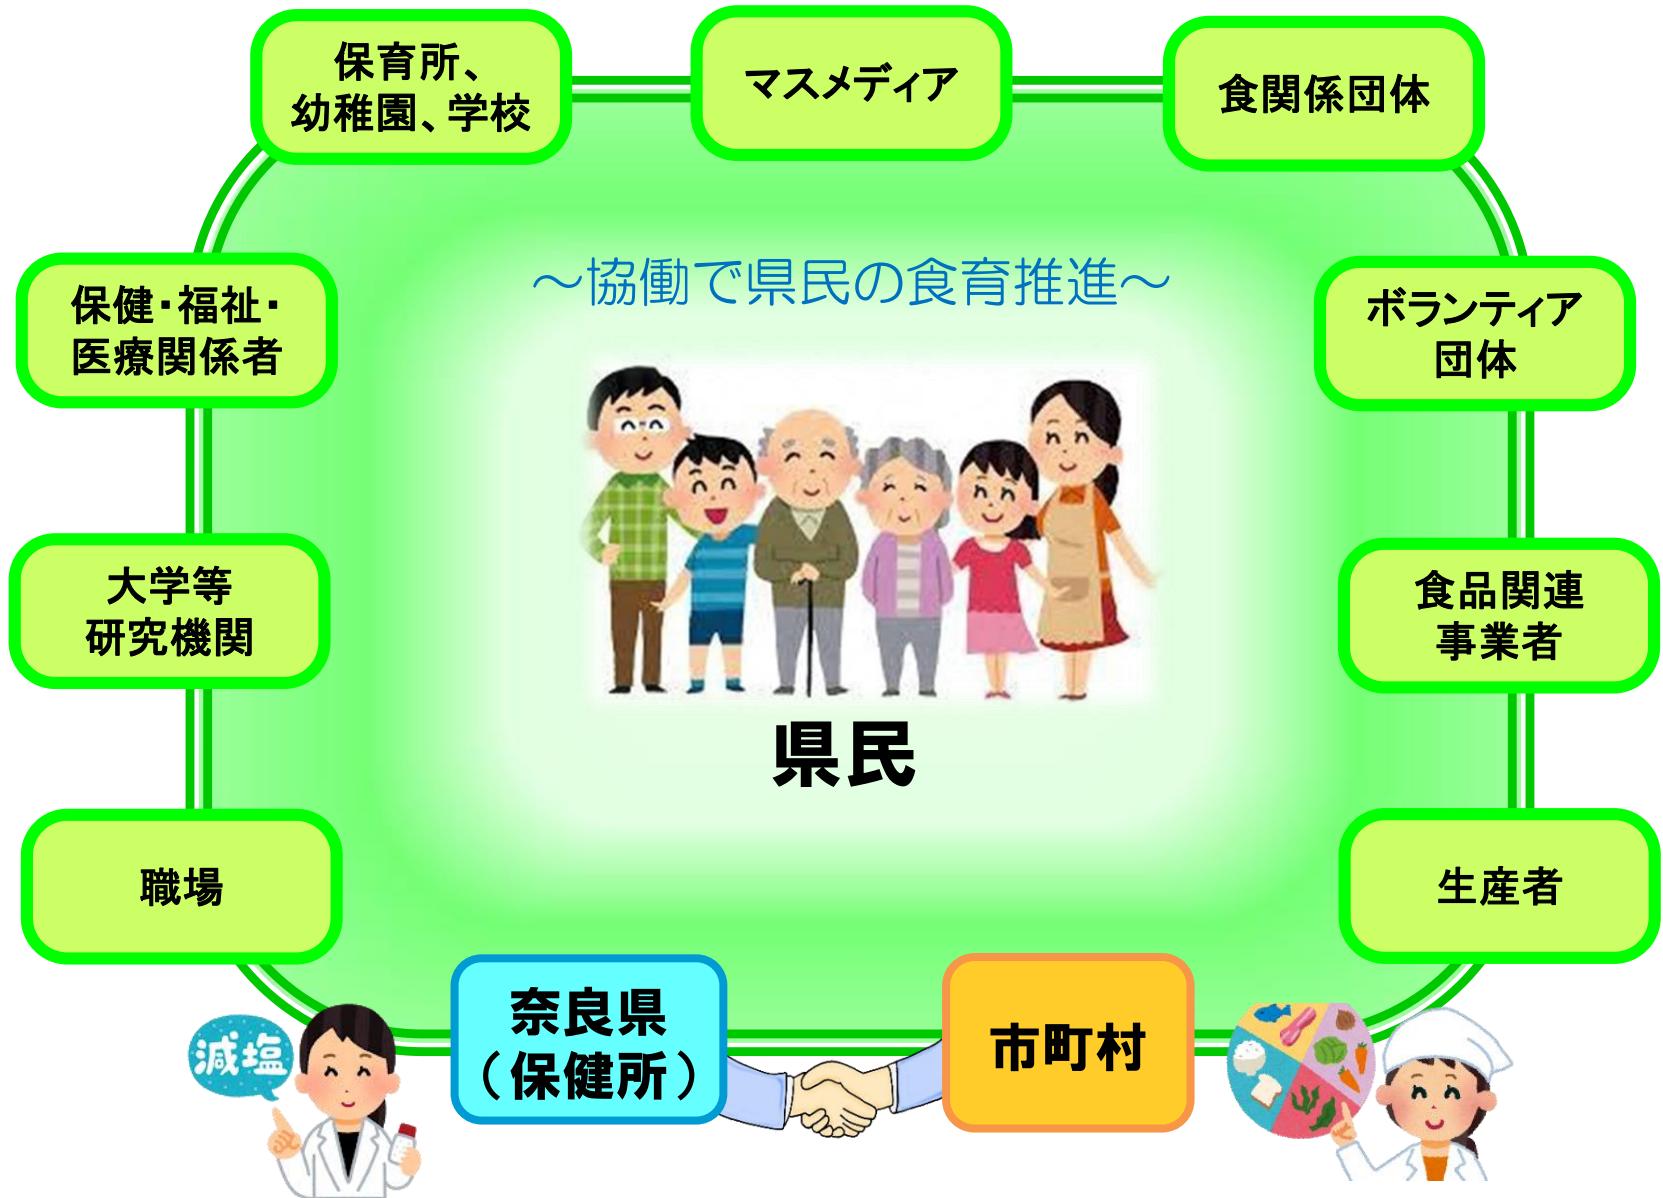 保育所、
幼稚園、学校
マスメディア
食関係団体
～協働で県民の食育推進～
保健・福祉・
医療関係者
ボランティア
団体
大学等
研究機関
食品関連
事業者
県民
職場
生産者
奈良県
（保健所）
市町村
減塩